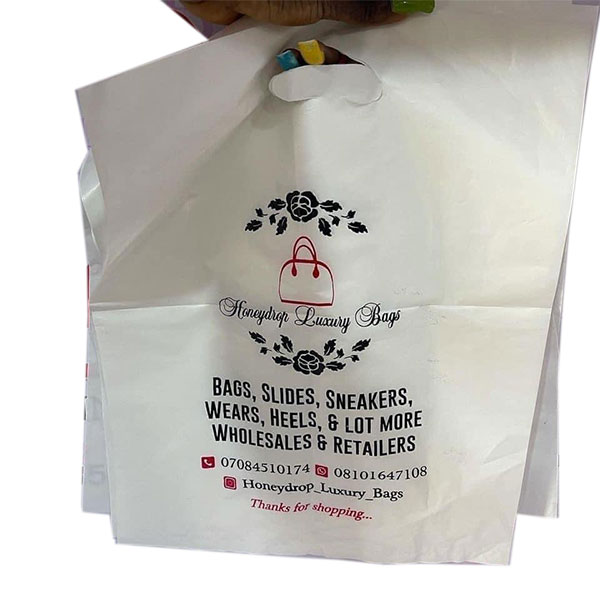 Honeydrop Luxury Bags
BAGS, SLIDES, SNEAKERS,
WEARS, HEELS, & LOT MORE
WHOLESALES & RETAILERS
07084510174 08101647108
Honeydrop_Luxury_Bags
Thanks for shopping...